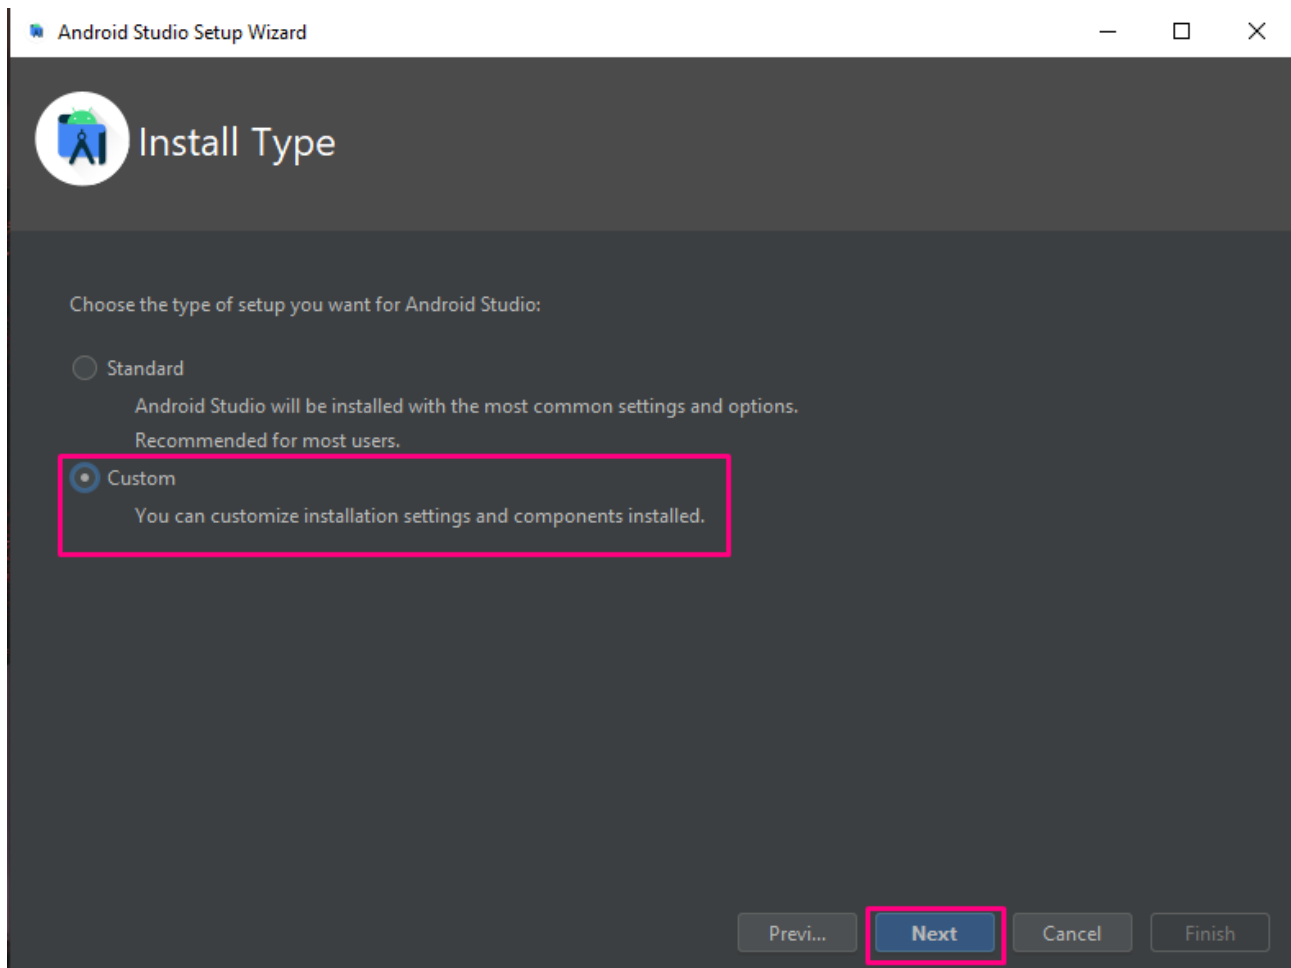 Android Studio Setup Wizard
Install Type
Choose the type of setup you want for Android Studio:
Standard
Android Studio will be installed with the most common settings and options.
Recommended for most users.
Custom
You can customize installation settings and components installed.
Previ...
Next
Cancel
Finish